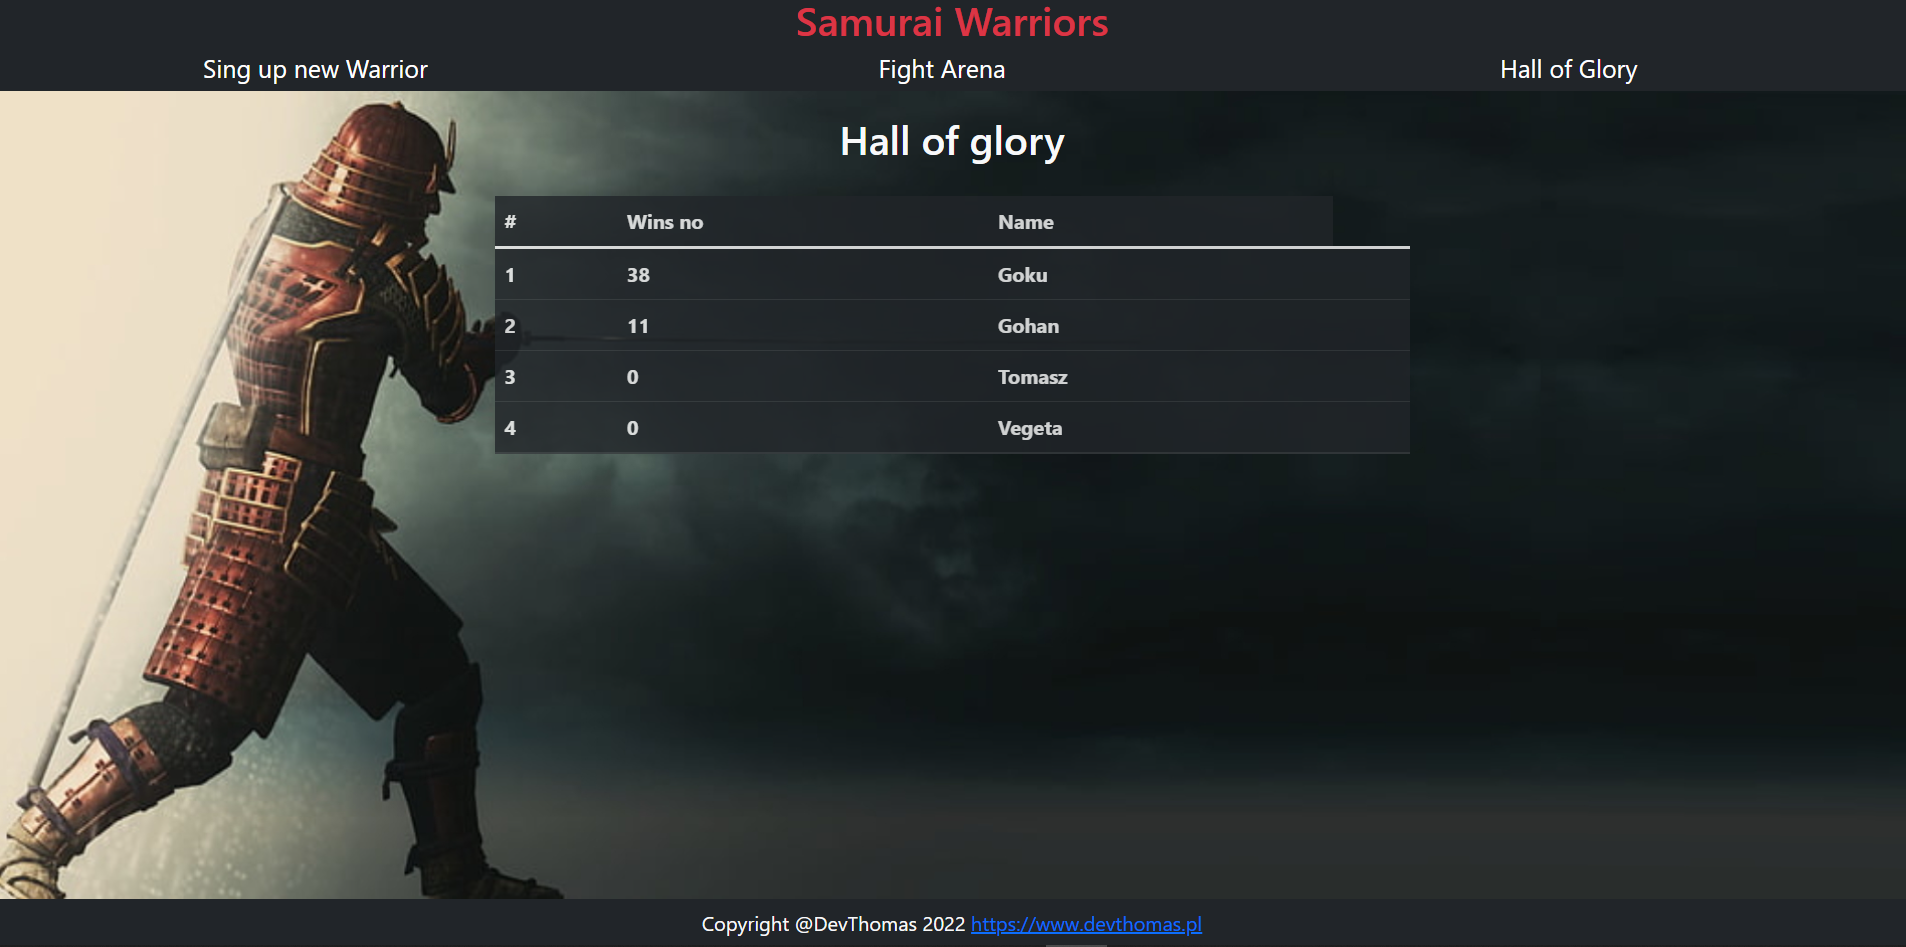 Samurai Warriors
Sing up new Warrior Fight Arena Hall of Glory
Hall of glory
# Wins no Name
1 38 Goku
2 11 Gohan
3 0 Tomasz
4 0 Vegeta
Copyright @DevThomas 2022 https://www.devthomas.pl